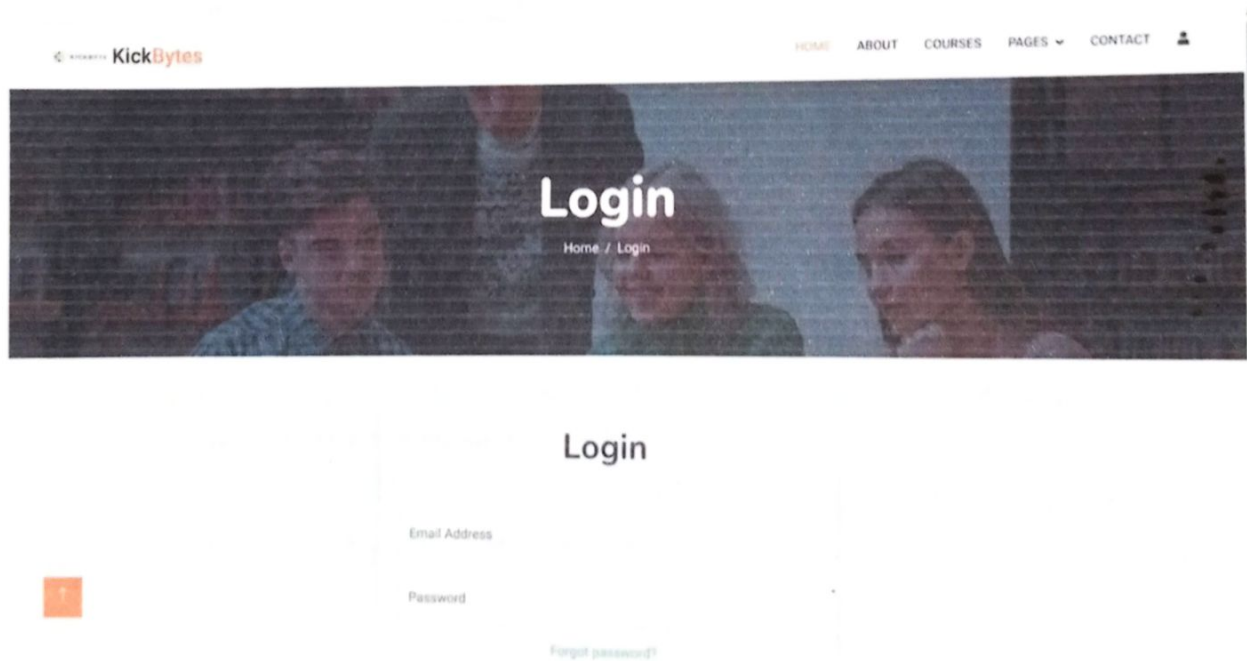 KickBytes
HOME ABOUT COURSES PAGES CONTACT
Login
Home / Login
Login
Email Address
Password
Forgot password?